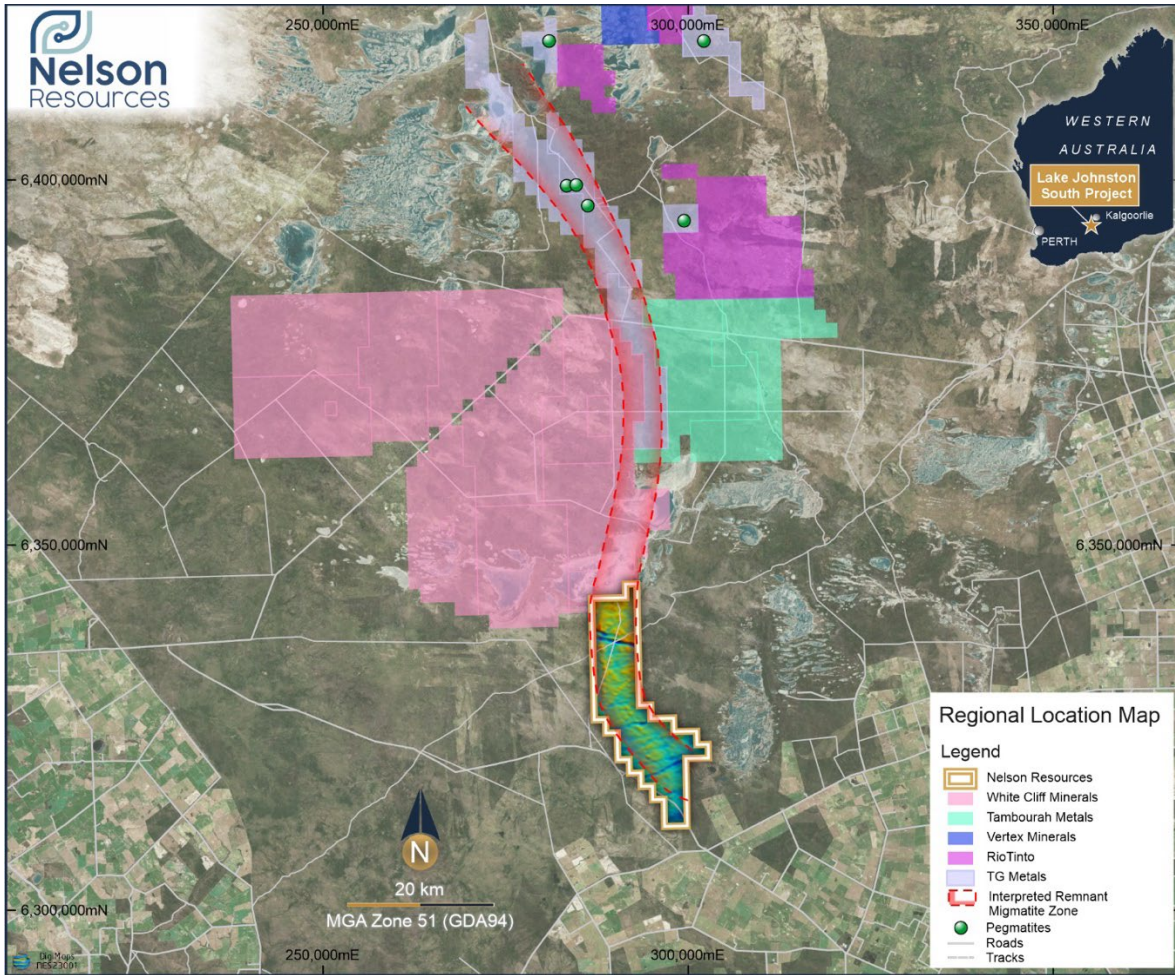 Nelson
Resources
250,000mE
300,000mE
350,000mE
WESTERN
AUSTRALIA
Lake Johnston
South Project
Kalgoorlie
PERTH
6,400,000mN
6,350,000mN
6,350,000mN
Regional Location Map
Legend
Nelson Resources
White Cliff Minerals
Tambourah Metals
Vertex Minerals
RioTinto
TG Metals
Interpreted Remnant
Migmatite Zone
Pegmatites
Roads
Tracks
N
20 km
MGA Zone 51 (GDA94)
6,300,000mN
DigMaps
NES23001
250,000mE
300,000mE